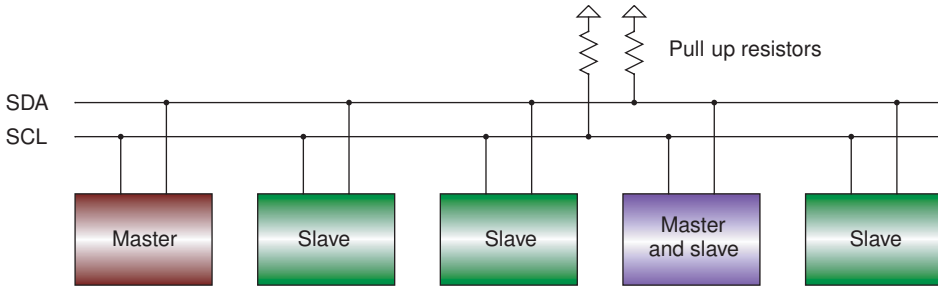 Pull up resistors
SDA
SCL
Master
Slave
Slave
Master
and slave
Slave